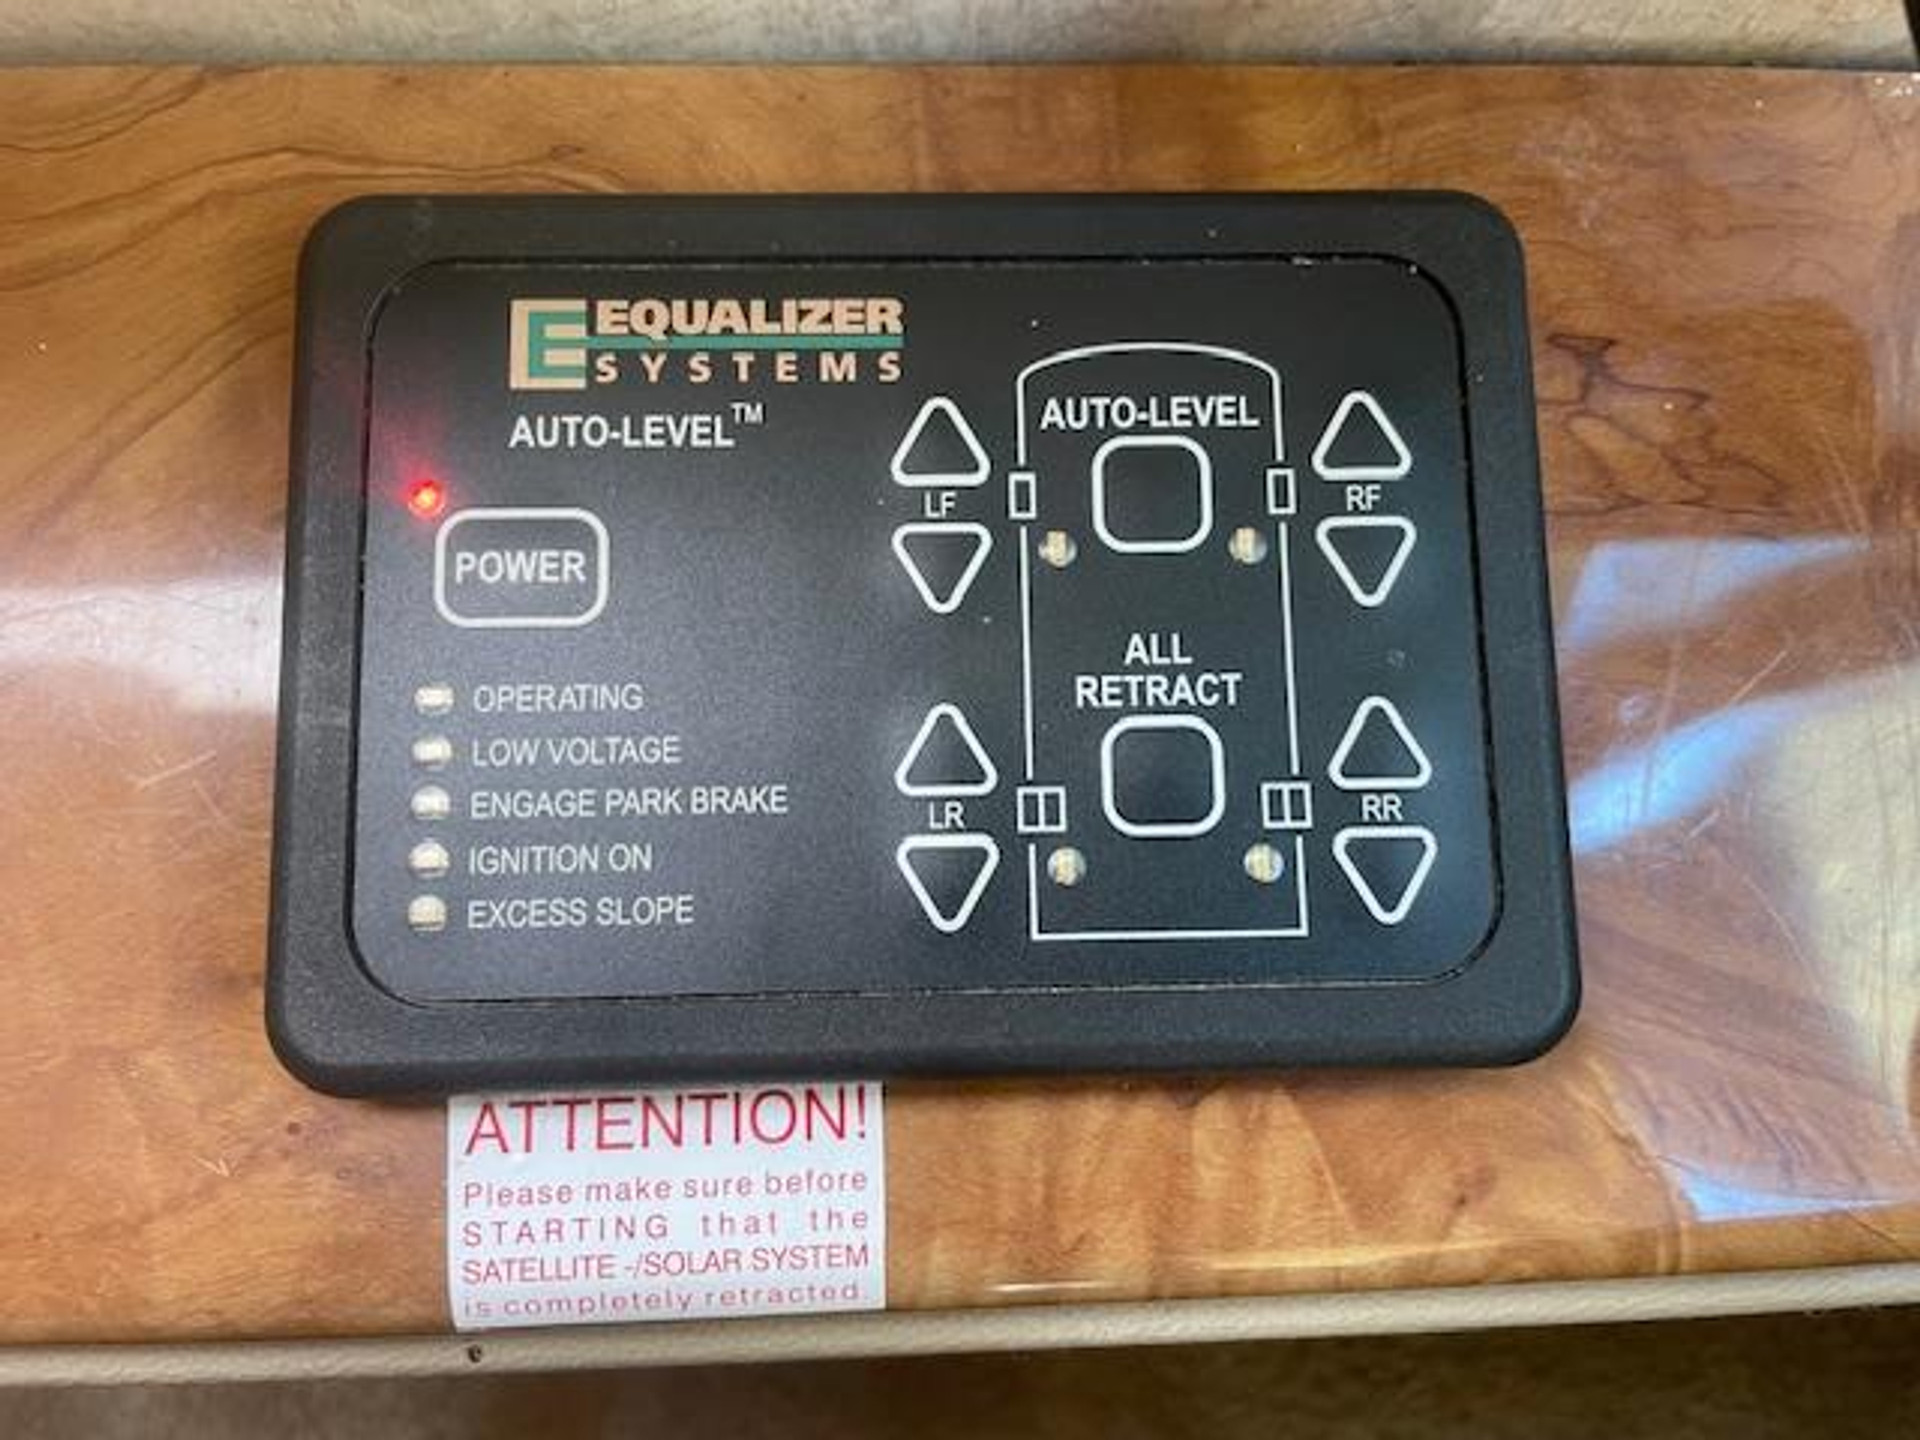 EQUALIZER
SYSTEMS
AUTO-LEVEL™
POWER
OPERATING
LOW VOLTAGE
ENGAGE PARK BRAKE
IGNITION ON
EXCESS SLOPE
AUTO-LEVEL
LF
RF
ALL
RETRACT
LR
RR
ATTENTION!
Please make sure before
STARTING that the
SATELLITE -/SOLAR SYSTEM
is completely retracted.